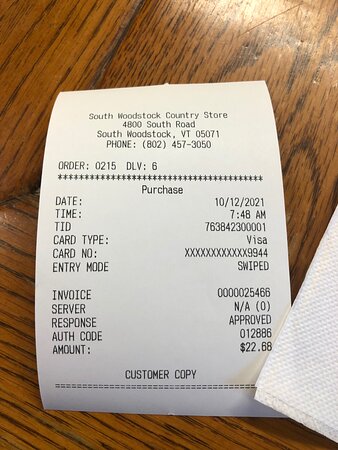 South Woodstock Country Store
4800 South Road
South Woodstock, VT 05071
PHONE: (802) 457-3050
ORDER: 0215 DLV: 6
****************************************
Purchase
DATE: 10/12/2021
TIME: 7:48 AM
TID 763842300001
CARD TYPE: Visa
CARD NO: XXXXXXXXXXXX9944
ENTRY MODE SWIPED
INVOICE 0000025466
SERVER N/A (0)
RESPONSE APPROVED
AUTH CODE 012886
AMOUNT: $22.68
CUSTOMER COPY
========================================